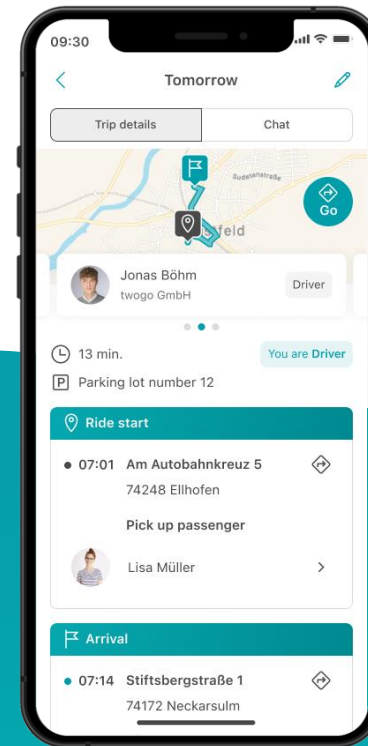 09:30
Tomorrow
Trip details
Chat
Sudetenstraße
Go
feld
Jonas Böhm
twogo GmbH
Driver
13 min.
You are Driver
P Parking lot number 12
Ride start
07:01 Am Autobahnkreuz 5
74248 Ellhofen
Pick up passenger
Lisa Müller
Arrival
07:14 Stiftsbergstraße 1
74172 Neckarsulm